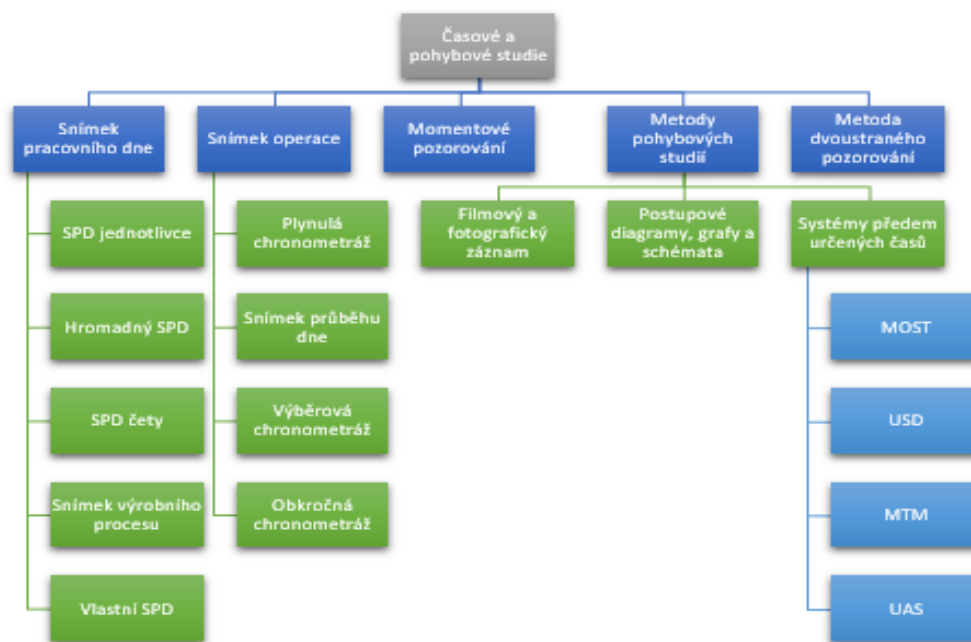 Časové a
pohybové studie
Snímek
pracovního dne
Snímek operace
Momentové
pozorování
Metody
pohybových
studií
Metoda
dvoustraného
pozorování
SPD jednotlivce
Hromadný SPD
SPD čety
Snímek výrobního
procesu
Vlastní SPD
Plynulá
chronometráž
Snímek průběhu
dne
Výběrová
chronometráž
Obkročná
chronometráž
Filmový a
fotografický
záznam
Postupové
diagramy, grafy a
schémata
Systémy předem
určených časů
MOST
USD
MTM
UAS